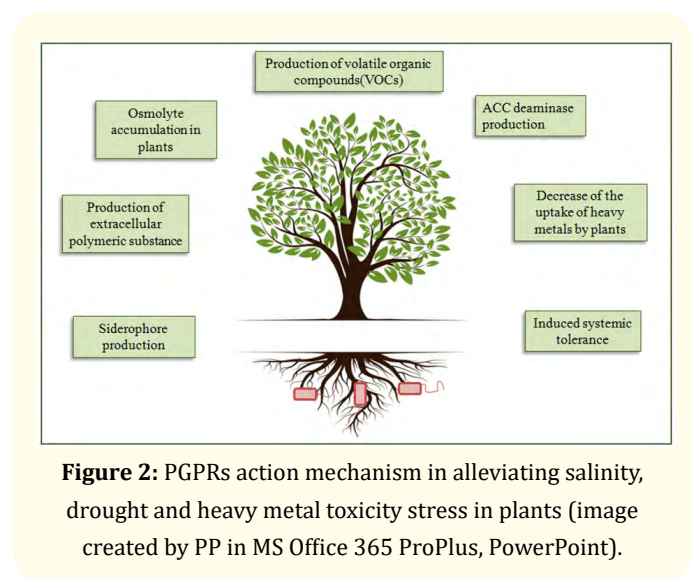 Production of volatile organic
compounds(VOCs)
Osmolyte
accumulation in
plants
ACC deaminase
production
Production of
extracellular
polymeric substance
Decrease of the
uptake of heavy
metals by plants
Siderophore
production
Induced systemic
tolerance
Figure 2: PGPRs action mechanism in alleviating salinity,
drought and heavy metal toxicity stress in plants (image
created by PP in MS Office 365 ProPlus, PowerPoint).